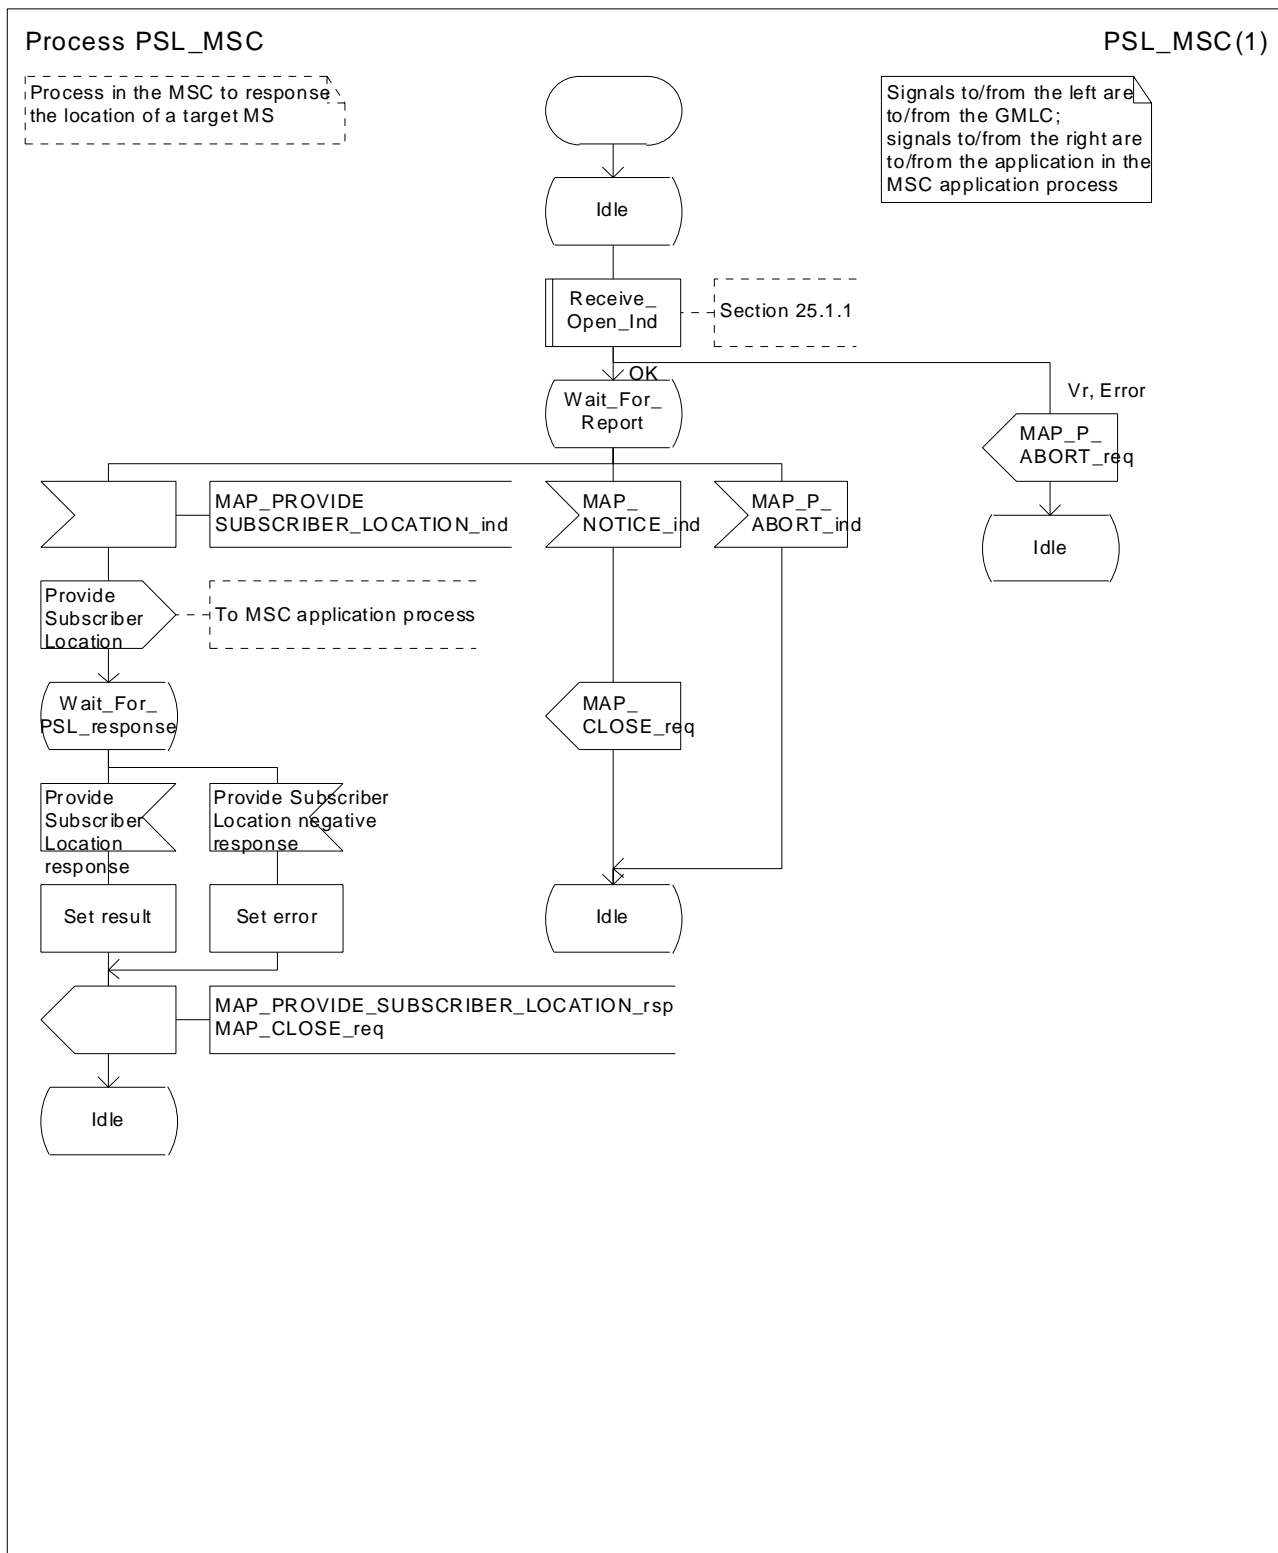 Process PSL_MSC
PSL_MSC(1)
Process in the MSC to response
the location of a target MS
Signals to/from the left are
to/from the GMLC;
signals to/from the right are
to/from the application in the
MSC application process
Idle
Receive_
Open_Ind
Section 25.1.1
OK
Vr, Error
Wait_For_
Report
MAP_P_
ABORT_req
Idle
MAP_PROVIDE
SUBSCRIBER_LOCATION_ind
MAP_
NOTICE_ind
MAP_P_
ABORT_ind
Provide
Subscriber
Location
To MSC application process
Wait_For_
PSL_response
MAP_
CLOSE_req
Provide
Subscriber
Location
response
Provide Subscriber
Location negative
response
Set result
Set error
Idle
MAP_PROVIDE_SUBSCRIBER_LOCATION_rsp
MAP_CLOSE_req
Idle